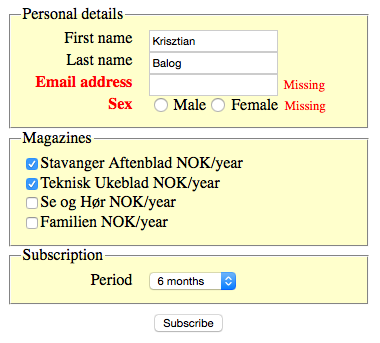 Personal details
First name Krisztian
Last name Balog
Email address Missing
Sex Male Female Missing
Magazines
Stavanger Aftenblad NOK/year
Teknisk Ukeblad NOK/year
Se og Hør NOK/year
Familien NOK/year
Subscription
Period 6 months
Subscribe